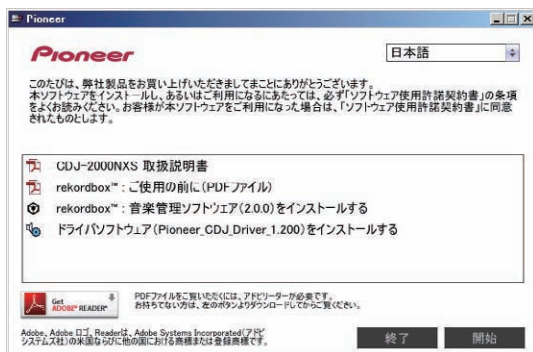 Pioneer
Pioneer
日本語
このたびは、弊社製品をお買い上げいただきましてまことにありがとうございます。
本ソフトウェアをインストールし、あるいはご利用になるにあたっては、必ず「ソフトウェア使用許諾契約書」の条項
をよくお読みください。お客様が本ソフトウェアをご利用になった場合は、「ソフトウェア使用許諾契約書」に同意
されたものとします。
CDJ-2000NXS 取扱説明書
rekordbox™：ご使用の前に（PDFファイル）
rekordbox™：音楽管理ソフトウェア（2.0.0）をインストールする
ドライバソフトウェア（Pioneer_CDJ_Driver_1.200）をインストールする
Get
ADOBE® READER®
PDFファイルをご覧いただくには、アドビリーダーが必要です。
お持ちでない方は、左のボタンよりダウンロードしてからご覧ください。
Adobe、Adobe ロゴ、Readerは、Adobe Systems Incorporated（アドビ
システムズ社）の米国ならびに他の国における商標または登録商標です。
終了
開始